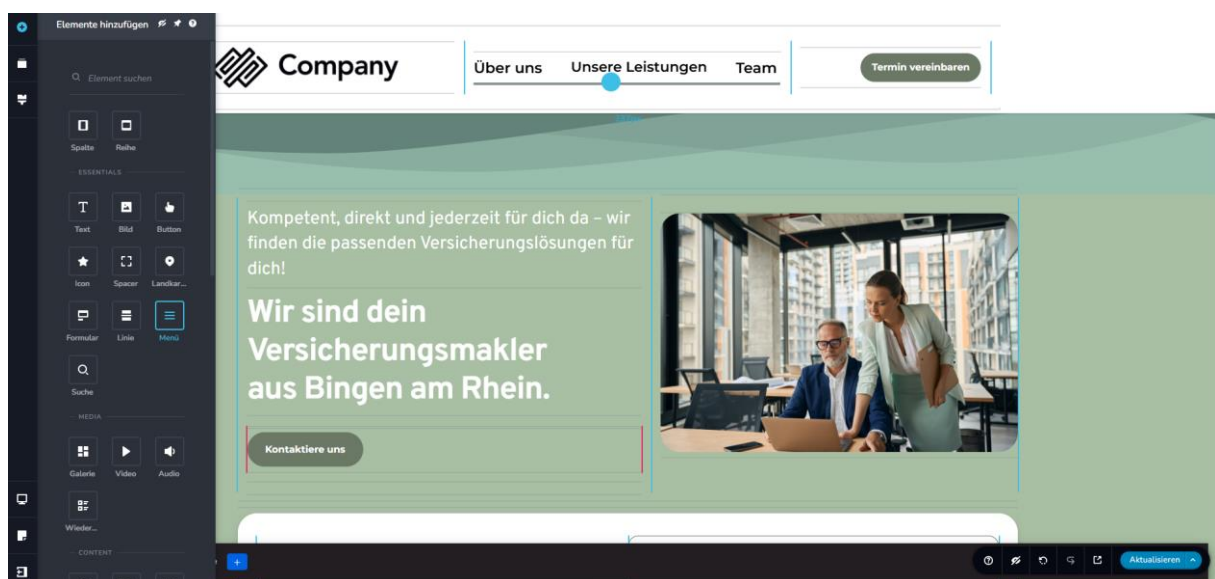 Elemente hinzufügen
Element suchen
Spalte Reihe
ESSENTIALS
Text Bild Button
Icon Spacer Landkar...
Formular Linie Menü
Suche
MEDIA
Galerie Video Audio
Wieder...
CONTENT
Company
Über uns Unsere Leistungen Team
Termin vereinbaren
Kompetent, direkt und jederzeit für dich da – wir
finden die passenden Versicherungslösungen für
dich!
Wir sind dein
Versicherungsmakler
aus Bingen am Rhein.
Kontaktiere uns
Aktualisieren